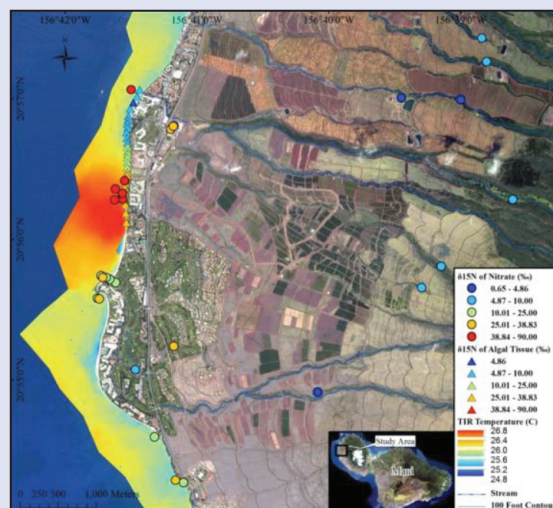 156°42'0"W
156°41'0"W
156°40'0"W
156°39'0"W
N
20°57'0"N
20°56'0"N
20°55'0"N
δ15N of Nitrate (‰)
0.65 - 4.86
4.87 - 10.00
10.01 - 25.00
25.01 - 38.83
38.84 - 90.00
δ15N of Algal Tissue (‰)
4.86
4.87 - 10.00
10.01 - 25.00
25.01 - 38.83
38.84 - 90.00
TIR Temperature (C)
26.8
26.4
26.0
25.6
25.2
24.8
Stream
100 Foot Contour
Study Area
Maui
0 250 500 1,000 Meters